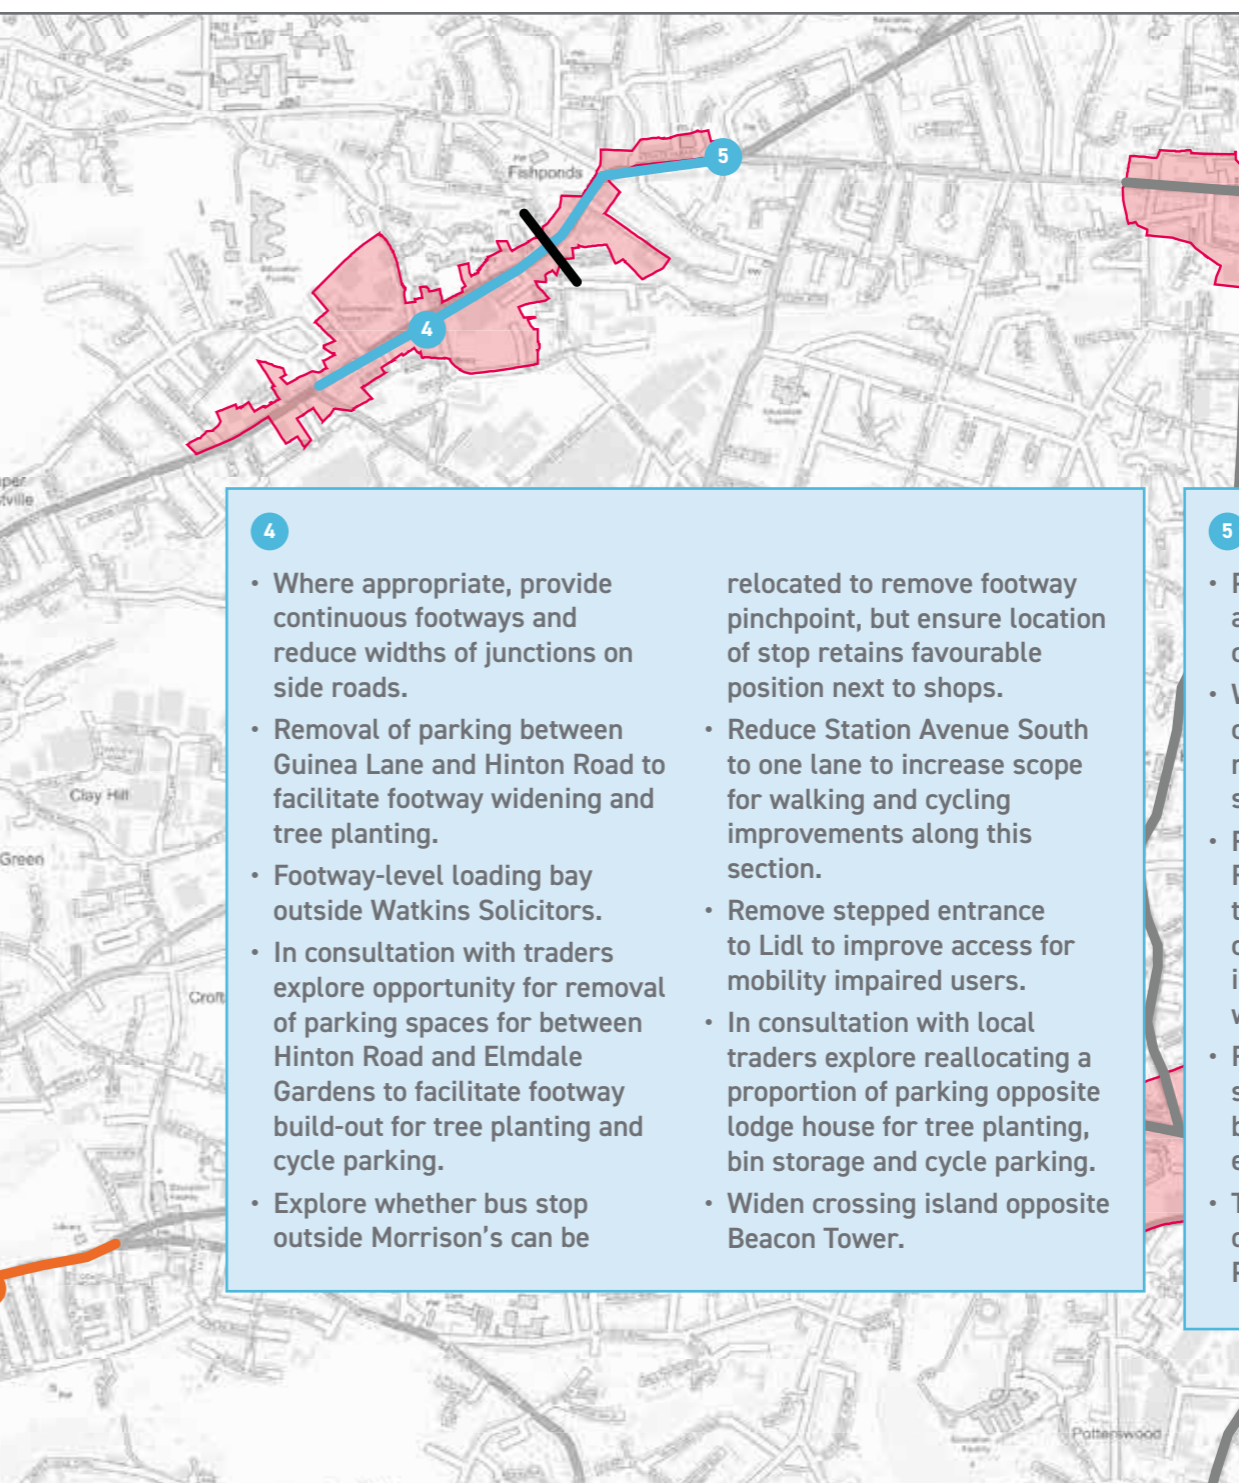 Fishponds
5
4
Clay Hill
Green
Croft
4
• Where appropriate, provide
continuous footways and
reduce widths of junctions on
side roads.
• Removal of parking between
Guinea Lane and Hinton Road to
facilitate footway widening and
tree planting.
• Footway-level loading bay
outside Watkins Solicitors.
• In consultation with traders
explore opportunity for removal
of parking spaces for between
Hinton Road and Elmdale
Gardens to facilitate footway
build-out for tree planting and
cycle parking.
• Explore whether bus stop
outside Morrison's can be
relocated to remove footway
pinchpoint, but ensure location
of stop retains favourable
position next to shops.
• Reduce Station Avenue South
to one lane to increase scope
for walking and cycling
improvements along this
section.
• Remove stepped entrance
to Lidl to improve access for
mobility impaired users.
• In consultation with local
traders explore reallocating a
proportion of parking opposite
lodge house for tree planting,
bin storage and cycle parking.
• Widen crossing island opposite
Beacon Tower.
5
Potterswood